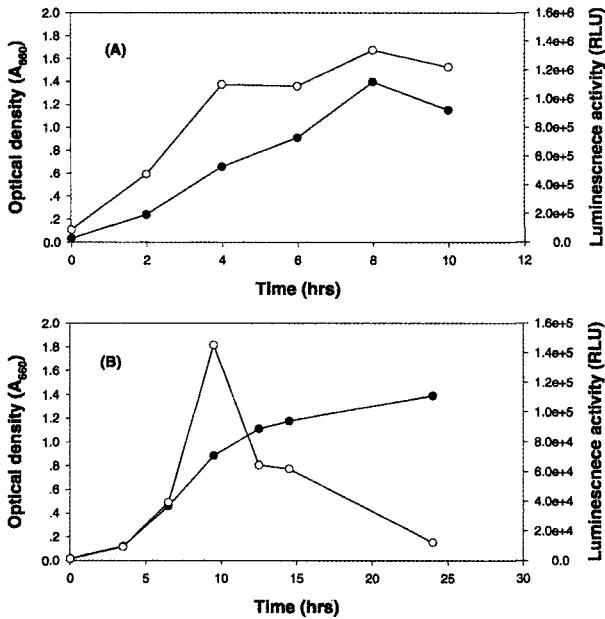 (A)
Optical density (A660)
2.0
1.8
1.6
1.4
1.2
1.0
.8
.6
.4
.2
0.0
1.6e+6
1.4e+6
1.2e+6
1.0e+6
8.0e+5
6.0e+5
4.0e+5
2.0e+5
0.0
Luminescnece activity (RLU)
0 2 4 6 8 10 12
Time (hrs)
(B)
Optical density (A660)
2.0
1.8
1.6
1.4
1.2
1.0
.8
.6
.4
.2
0.0
1.6e+5
1.4e+5
1.2e+5
1.0e+5
8.0e+4
6.0e+4
4.0e+4
2.0e+4
0.0
Luminescnece activity (RLU)
0 5 10 15 20 25 30
Time (hrs)